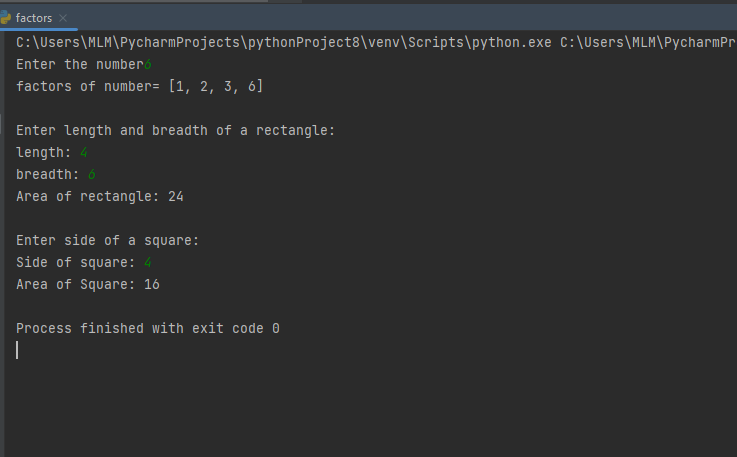 factors
C:\Users\MLM\PycharmProjects\pythonProject8\venv\Scripts\python.exe C:\Users\MLM\PycharmPr
Enter the number6
factors of number= [1, 2, 3, 6]
Enter length and breadth of a rectangle:
length: 4
breadth: 6
Area of rectangle: 24
Enter side of a square:
Side of square: 4
Area of Square: 16
Process finished with exit code 0